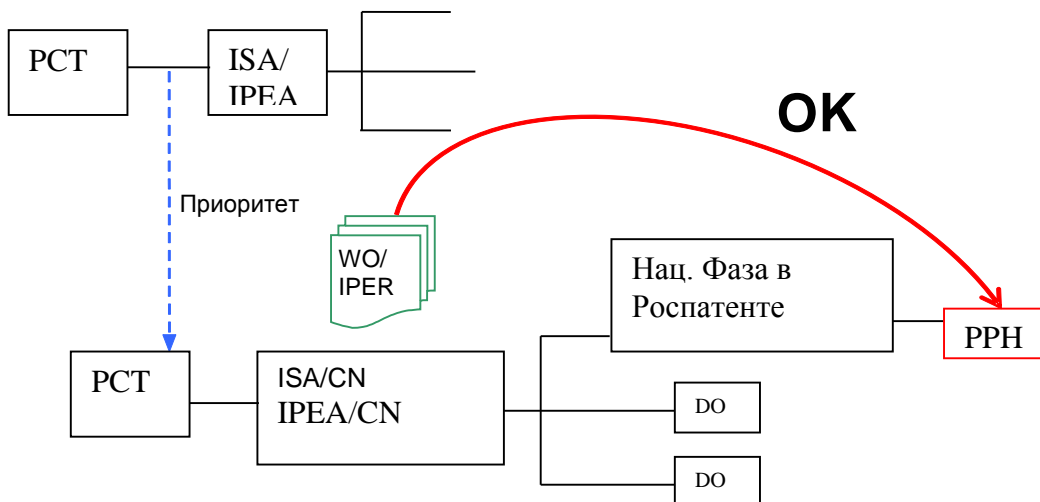 PCT
ISA/
IPEA
OK
Приоритет
WO/
IPER
Нац. Фаза в
Роспатенте
PPH
PCT
ISA/CN
IPEA/CN
DO
DO